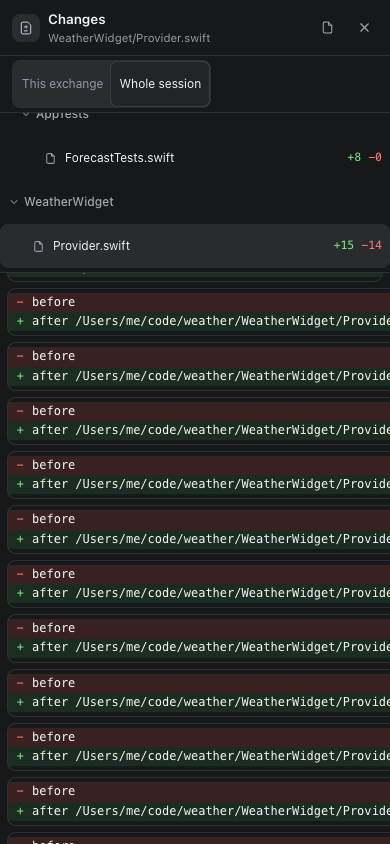 Changes
WeatherWidget/Provider.swift
This exchange
Whole session
AppTests
ForecastTests.swift
+8 −0
WeatherWidget
Provider.swift
+15 −14
− before
+ after /Users/me/code/weather/WeatherWidget/Provide
− before
+ after /Users/me/code/weather/WeatherWidget/Provide
− before
+ after /Users/me/code/weather/WeatherWidget/Provide
− before
+ after /Users/me/code/weather/WeatherWidget/Provide
− before
+ after /Users/me/code/weather/WeatherWidget/Provide
− before
+ after /Users/me/code/weather/WeatherWidget/Provide
− before
+ after /Users/me/code/weather/WeatherWidget/Provide
− before
+ after /Users/me/code/weather/WeatherWidget/Provide
− before
+ after /Users/me/code/weather/WeatherWidget/Provide
− before
+ after /Users/me/code/weather/WeatherWidget/Provide